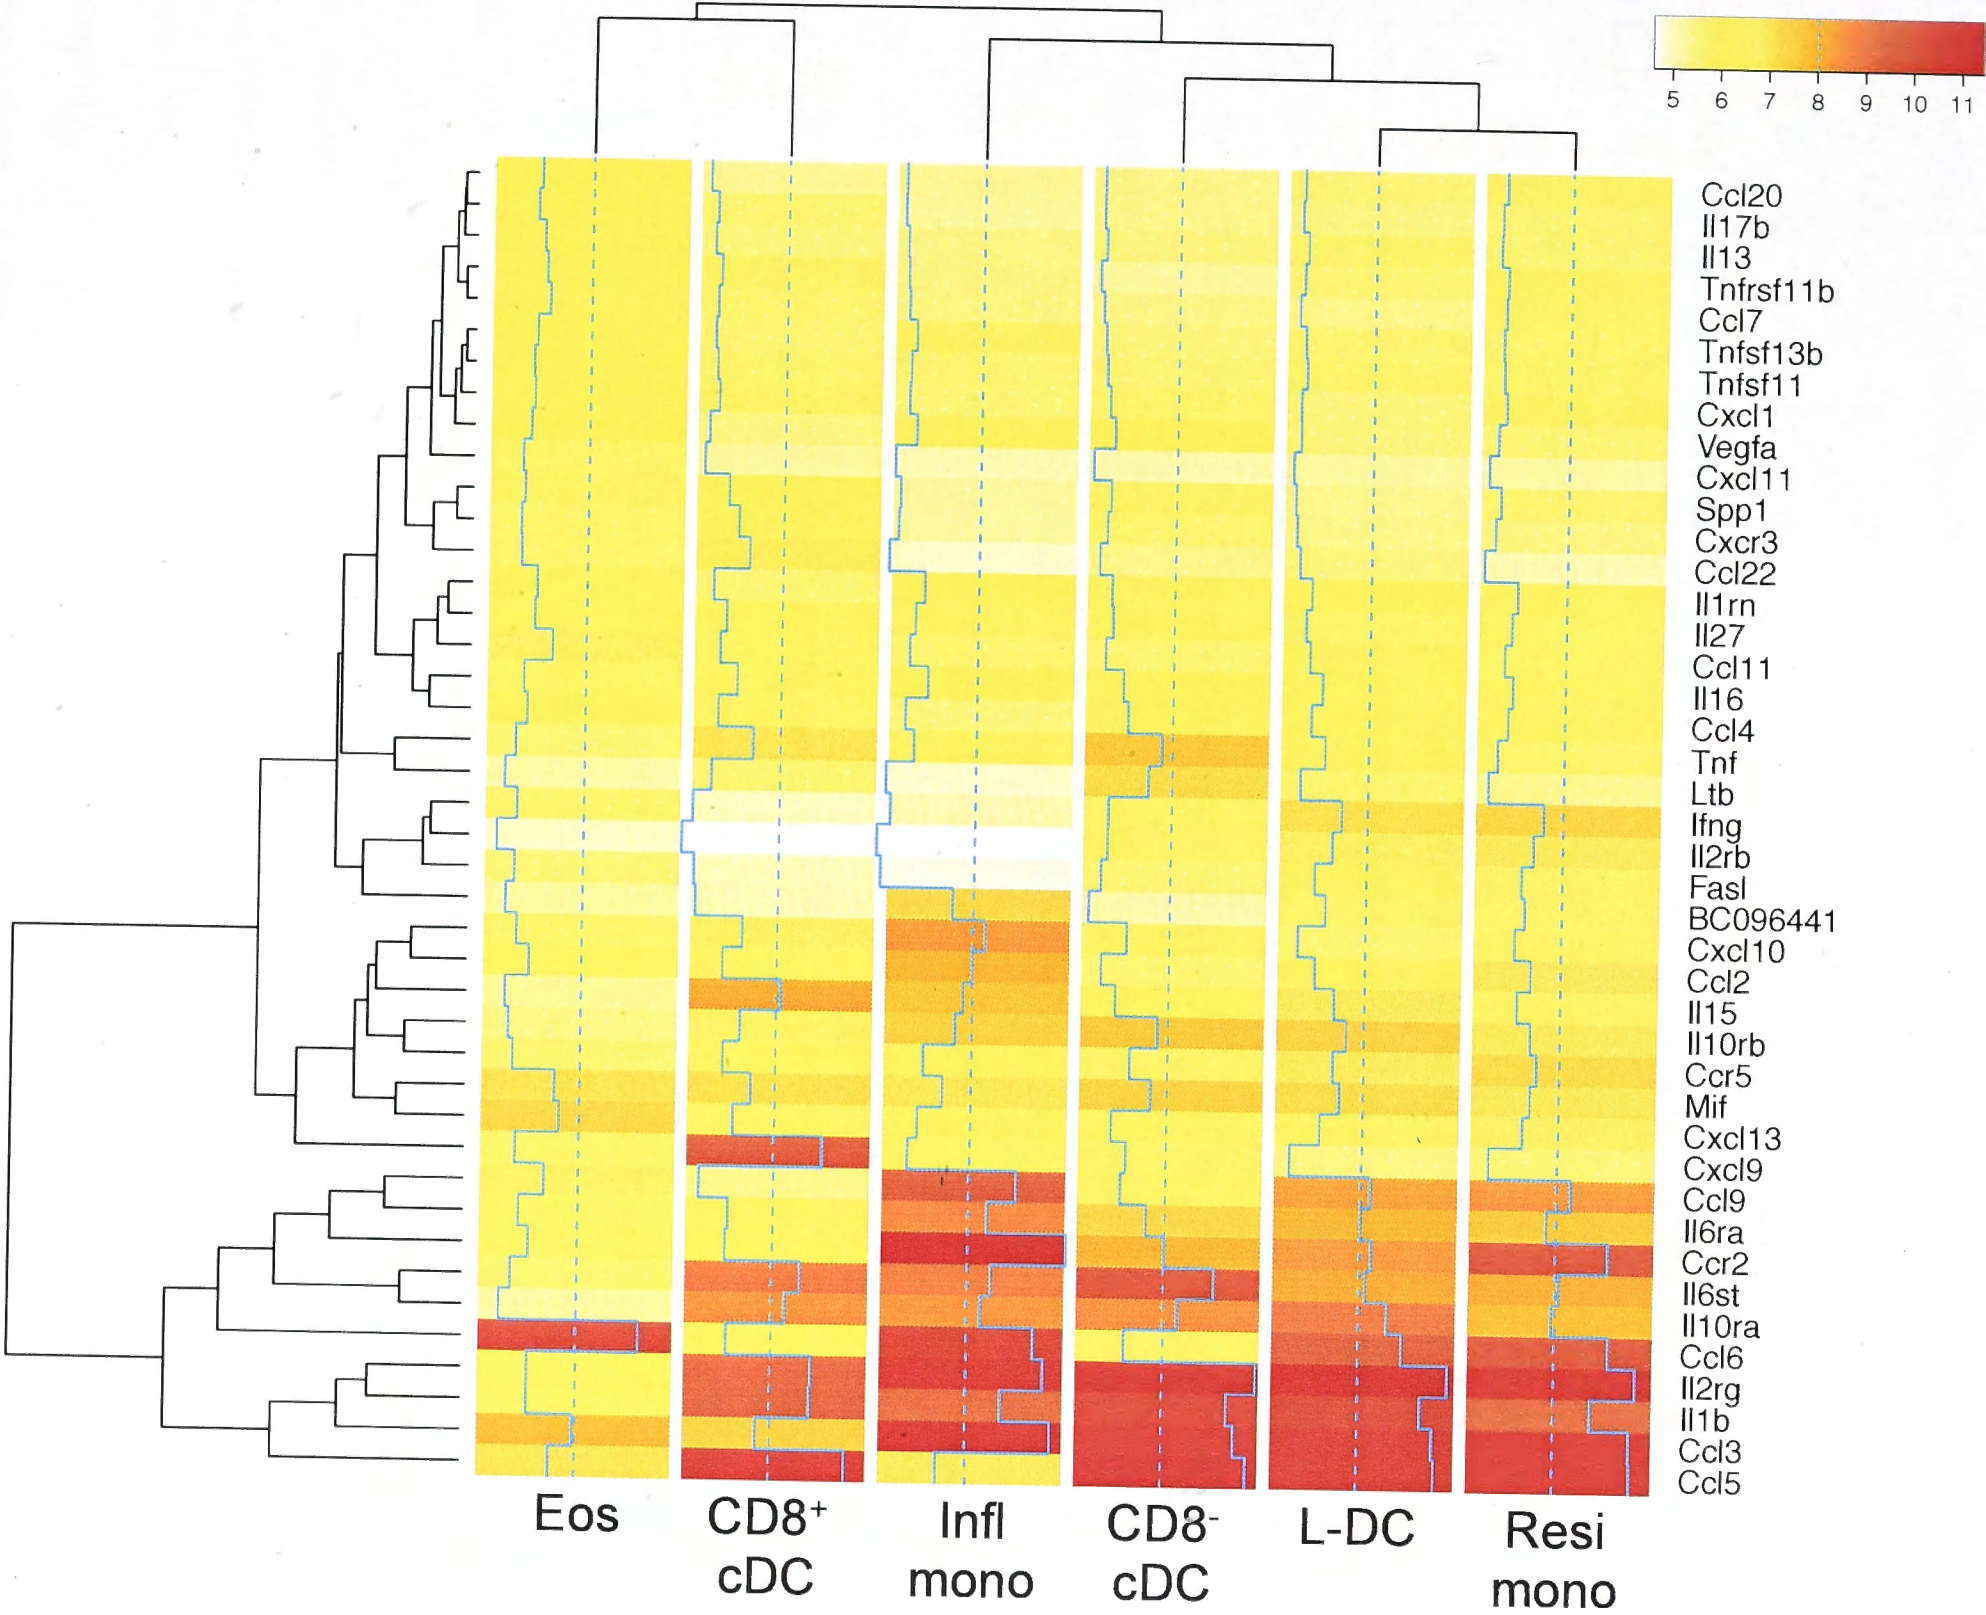 5 6 7 8 9 10 11
Ccl20
Il17b
Il13
Tnfrsf11b
Ccl7
Tnfsf13b
Tnfsf11
Cxcl1
Vegfa
Cxcl11
Spp1
Cxcr3
Ccl22
Il1rn
Il27
Ccl11
Il16
Ccl4
Tnf
Ltb
Ifng
Il2rb
Fasl
BC096441
Cxcl10
Ccl2
Il15
Il10rb
Ccr5
Mif
Cxcl13
Cxcl9
Ccl9
Il6ra
Ccr2
Il6st
Il10ra
Ccl6
Il2rg
Il1b
Ccl3
Ccl5
Eos CD8+ Infl CD8- L-DC Resi
cDC mono cDC mono